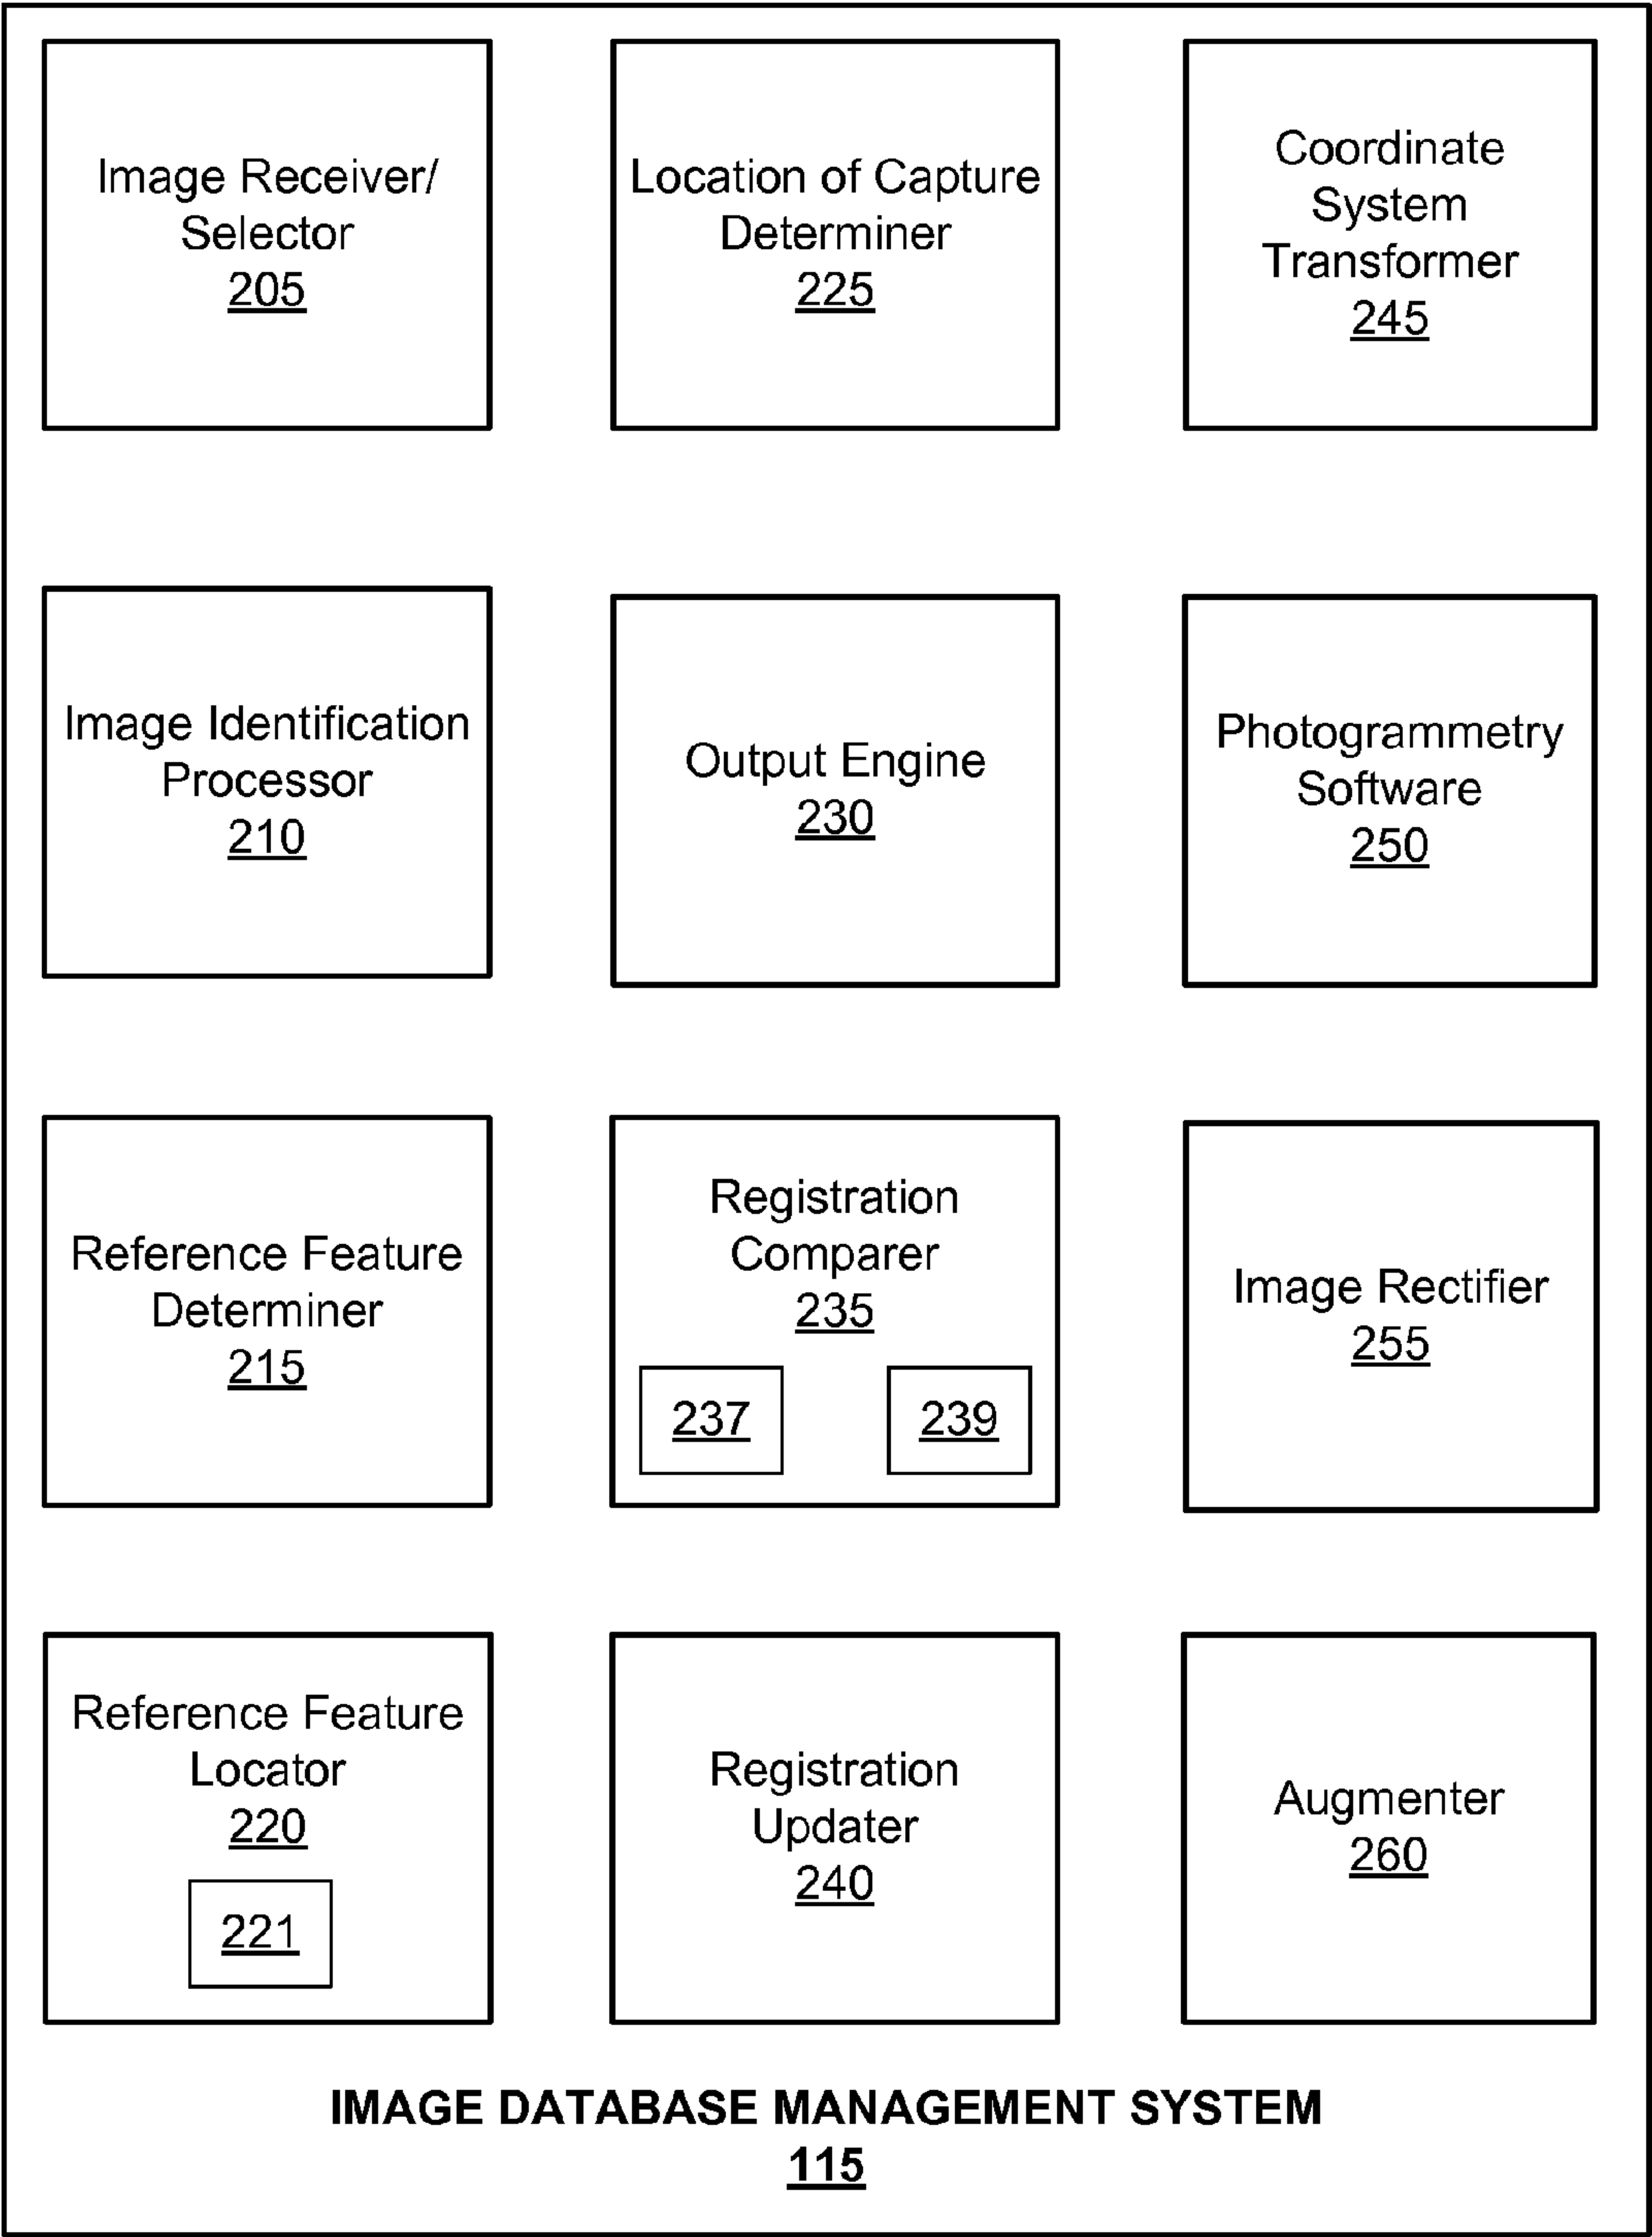 Image Receiver/
Selector
205
Location of Capture
Determiner
225
Coordinate
System
Transformer
245
Image Identification
Processor
210
Output Engine
230
Photogrammetry
Software
250
Reference Feature
Determiner
215
Registration
Comparer
235
237
239
Image Rectifier
255
Reference Feature
Locator
220
221
Registration
Updater
240
Augmenter
260
IMAGE DATABASE MANAGEMENT SYSTEM
115